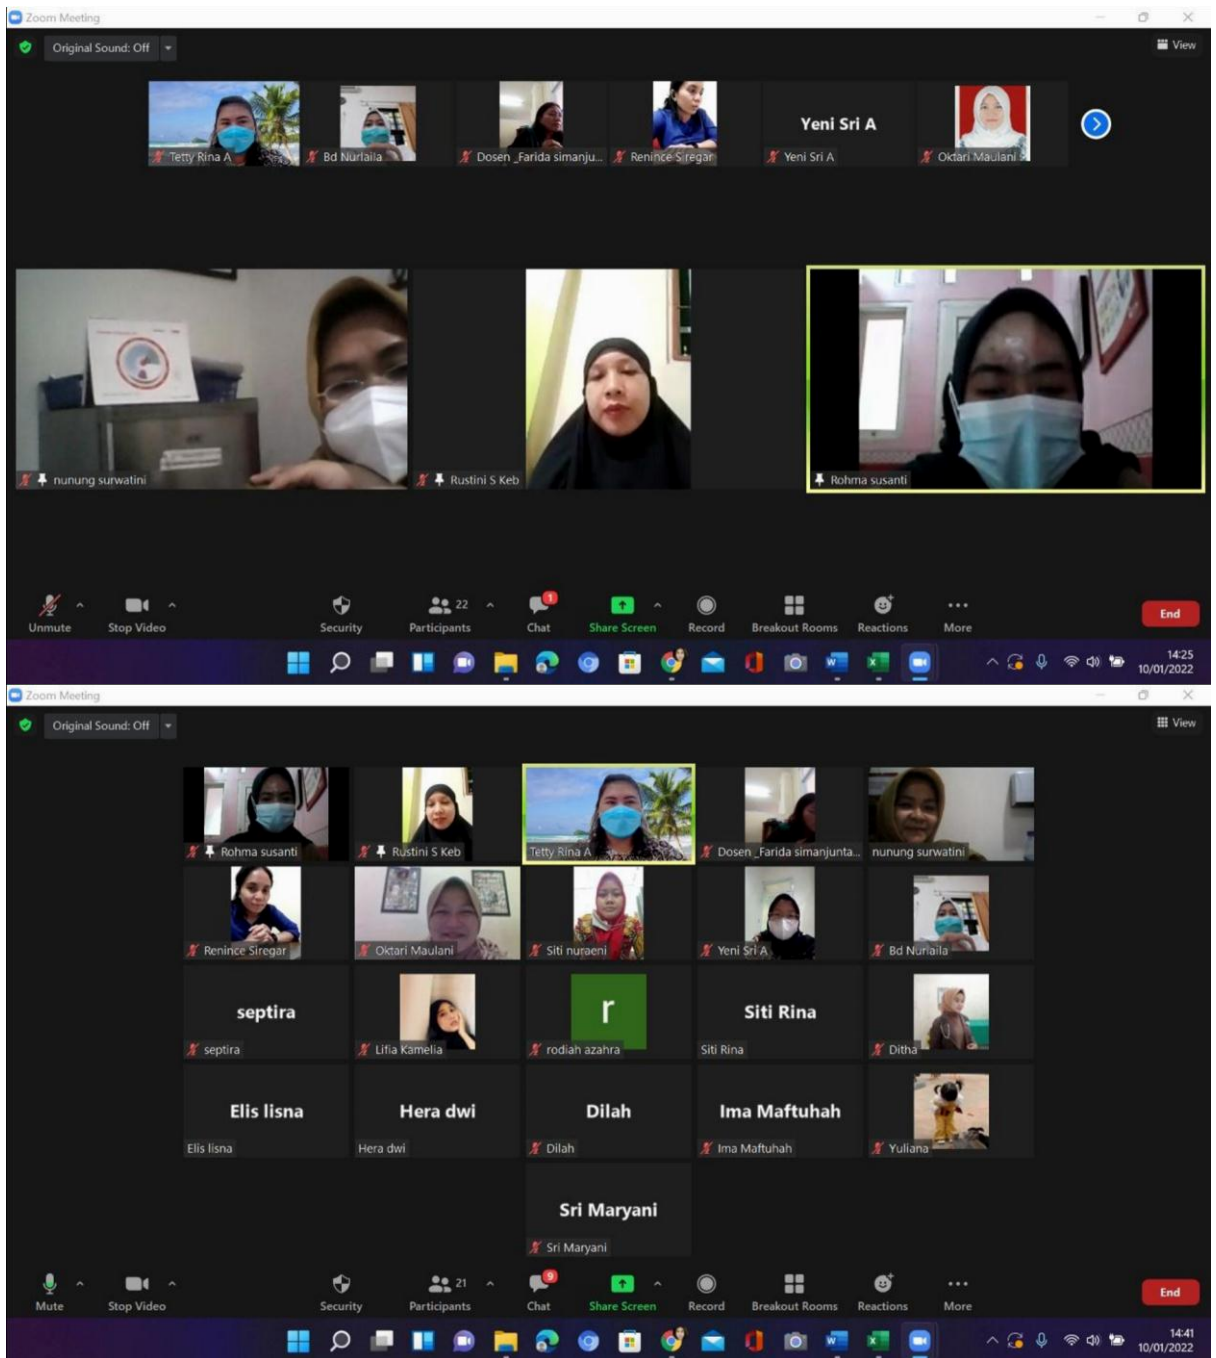 Zoom Meeting
Original Sound: Off
View
Yeni Sri A
Tetty Rina A
Bd Nurlaila
Dosen _Farida simanju...
Renince Siregar
Yeni Sri A
Oktari Maulani
nunung surwatini
Rustini S Keb
Rohma susanti
22
1
Unmute
Stop Video
Security
Participants
Chat
Share Screen
Record
Breakout Rooms
Reactions
More
End
14:25
10/01/2022
Zoom Meeting
Original Sound: Off
View
Rohma susanti
Rustini S Keb
Tetty Rina A
Dosen _Farida simanjunta...
nunung surwatini
Renince Siregar
Oktari Maulani
Siti nuraeni
Yeni Sri A
Bd Nurlaila
septira
r
Siti Rina
septira
Lifia Kamelia
rodiah azahra
Siti Rina
Ditha
Elis lisna
Hera dwi
Dilah
Ima Maftuhah
Elis lisna
Hera dwi
Dilah
Ima Maftuhah
Yuliana
Sri Maryani
Sri Maryani
21
9
Mute
Stop Video
Security
Participants
Chat
Share Screen
Record
Breakout Rooms
Reactions
More
End
14:41
10/01/2022